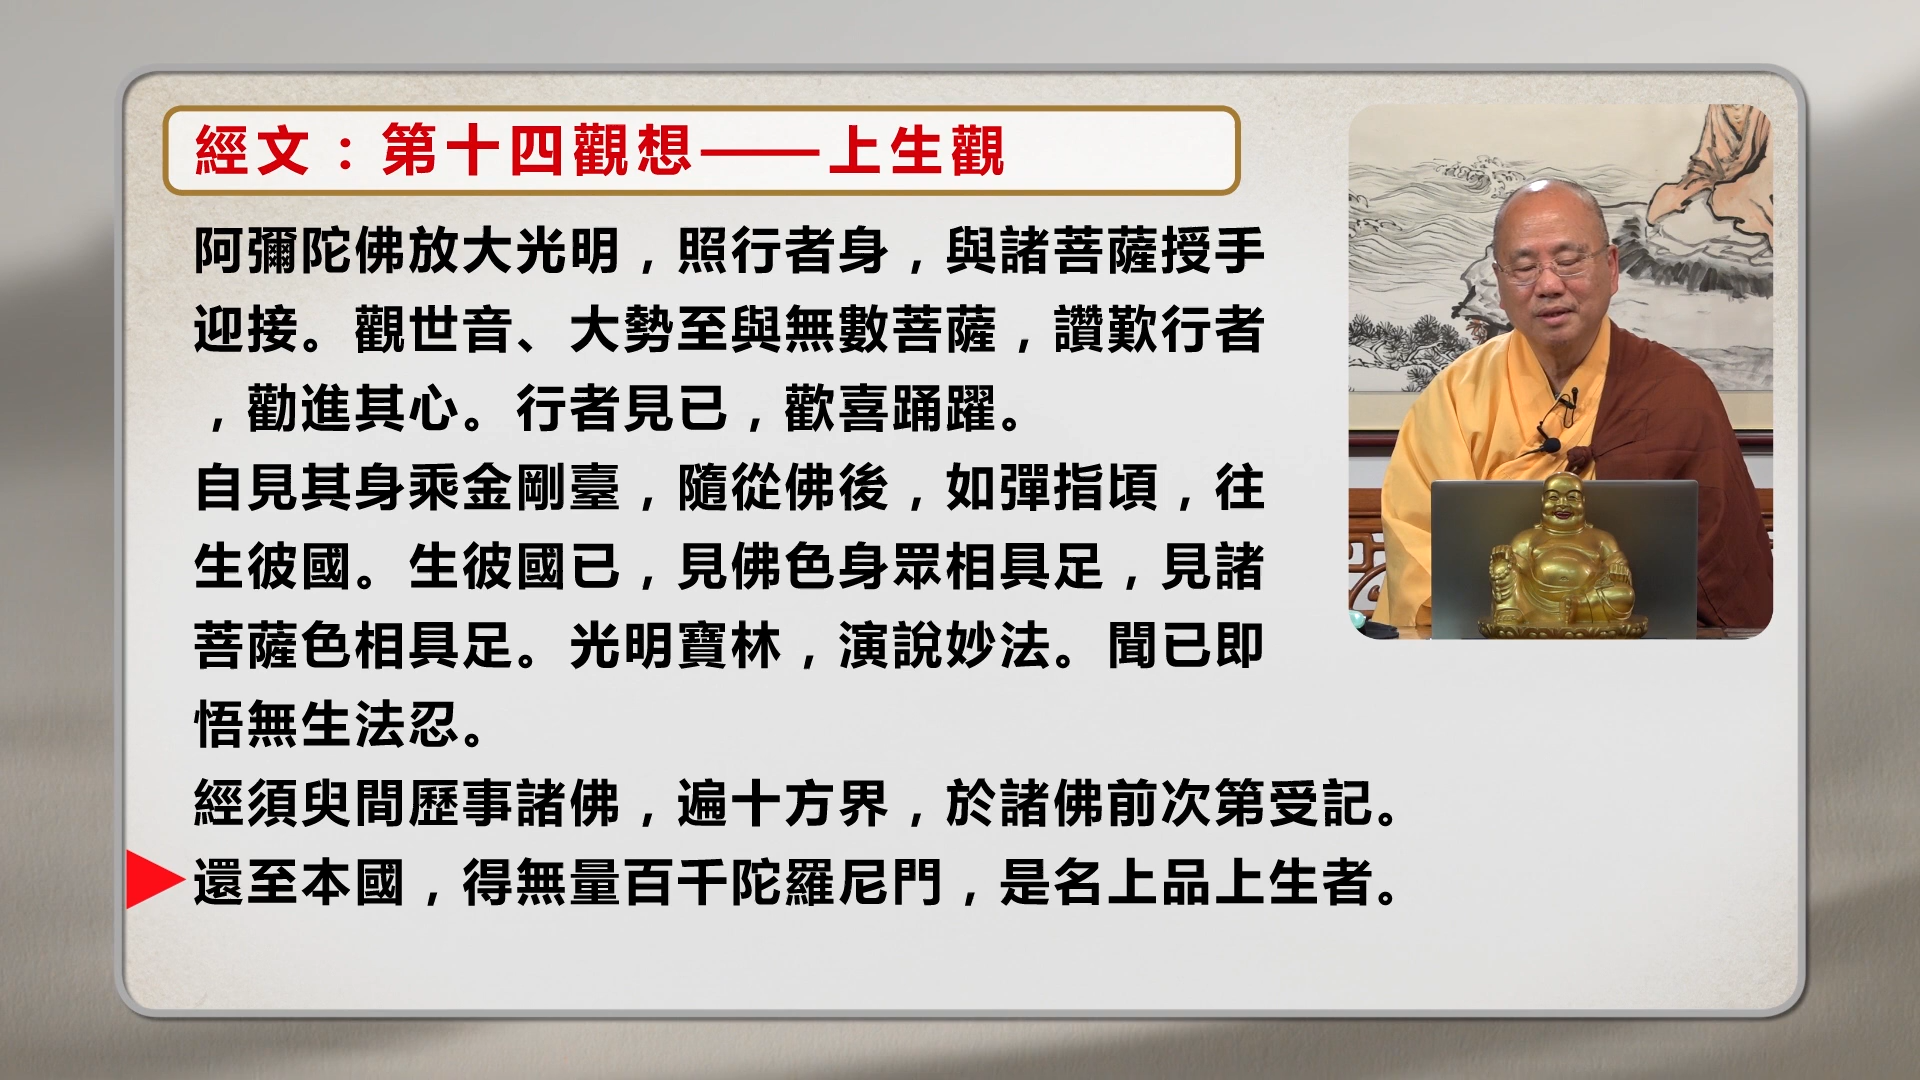 經文：第十四觀想——上生觀
阿彌陀佛放大光明，照行者身，與諸菩薩授手
迎接。觀世音、大勢至與無數菩薩，讚歎行者
，勸進其心。行者見已，歡喜踊躍。
自見其身乘金剛臺，隨從佛後，如彈指頃，往
生彼國。生彼國已，見佛色身眾相具足，見諸
菩薩色相具足。光明寶林，演說妙法。聞已即
悟無生法忍。
經須臾間歷事諸佛，遍十方界，於諸佛前次第受記。
還至本國，得無量百千陀羅尼門，是名上品上生者。